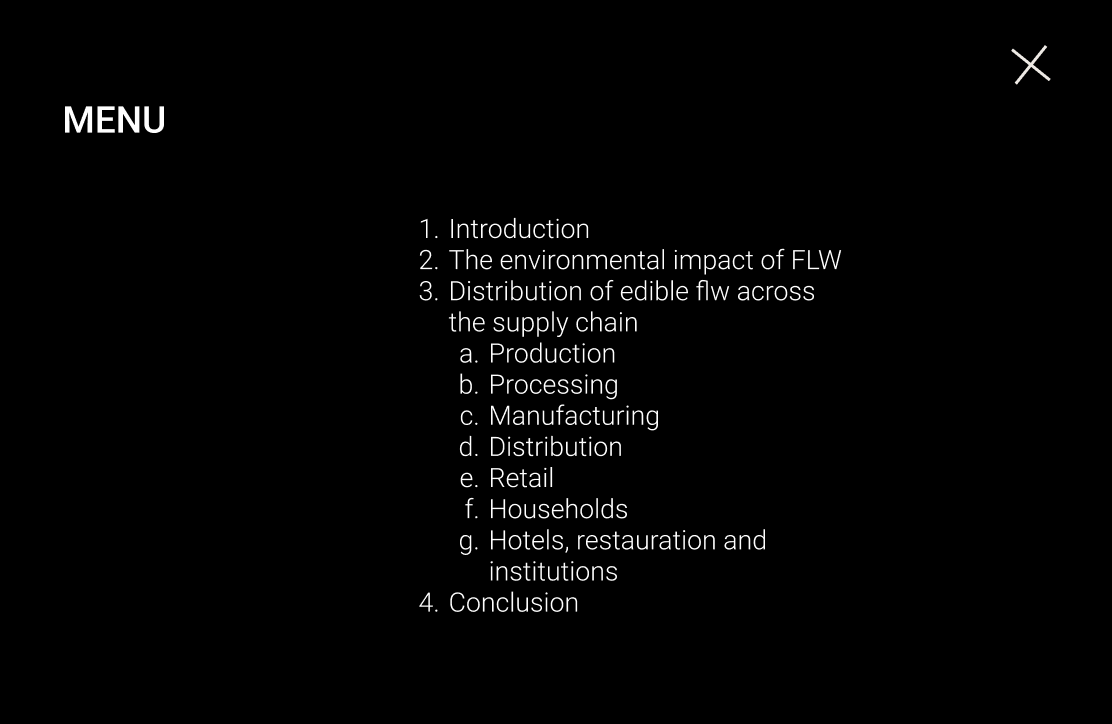 MENU
1. Introduction
2. The environmental impact of FLW
3. Distribution of edible flw across
the supply chain
a. Production
b. Processing
c. Manufacturing
d. Distribution
e. Retail
f. Households
g. Hotels, restauration and
institutions
4. Conclusion